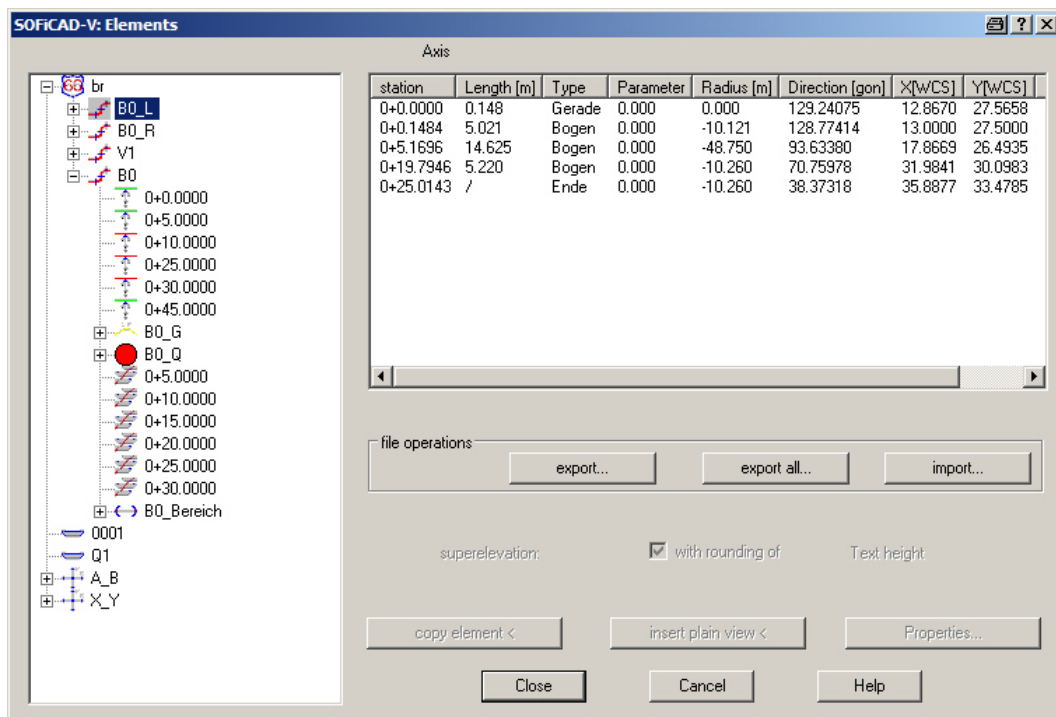 SOFiCAD-V: Elements
Axis
br
B0_L
B0_R
V1
B0
0+0.0000
0+5.0000
0+10.0000
0+25.0000
0+30.0000
0+45.0000
B0_G
B0_Q
0+5.0000
0+10.0000
0+15.0000
0+20.0000
0+25.0000
0+30.0000
B0_Bereich
0001
Q1
A_B
X_Y
station Length [m] Type Parameter Radius [m] Direction [gon] X[WCS] Y[WCS]
0+0.0000 0.148 Gerade 0.000 0.000 129.24075 12.8670 27.5658
0+0.1484 5.021 Bogen 0.000 -10.121 128.77414 13.0000 27.5000
0+5.1696 14.625 Bogen 0.000 -48.750 93.63380 17.8669 26.4935
0+19.7946 5.220 Bogen 0.000 -10.260 70.75978 31.9841 30.0983
0+25.0143 / Ende 0.000 -10.260 38.37318 35.8877 33.4785
file operations
export... export all... import...
superelevation: with rounding of Text height
copy element < insert plain view < Properties...
Close Cancel Help